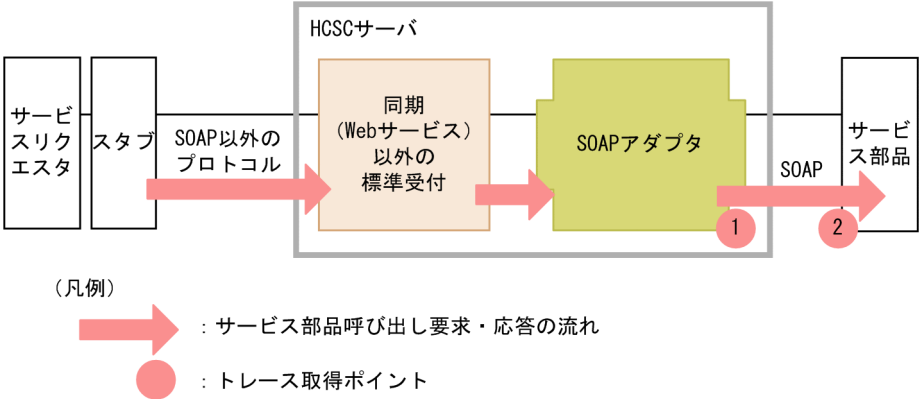 HCSCサーバ
サービ
スリク
エスタ
スタブ
SOAP以外の
プロトコル
同期
（Webサービス）
以外の
標準受付
SOAPアダプタ
SOAP
サービ
ス部品
1
2
（凡例）
：サービス部品呼び出し要求・応答の流れ
：トレース取得ポイント